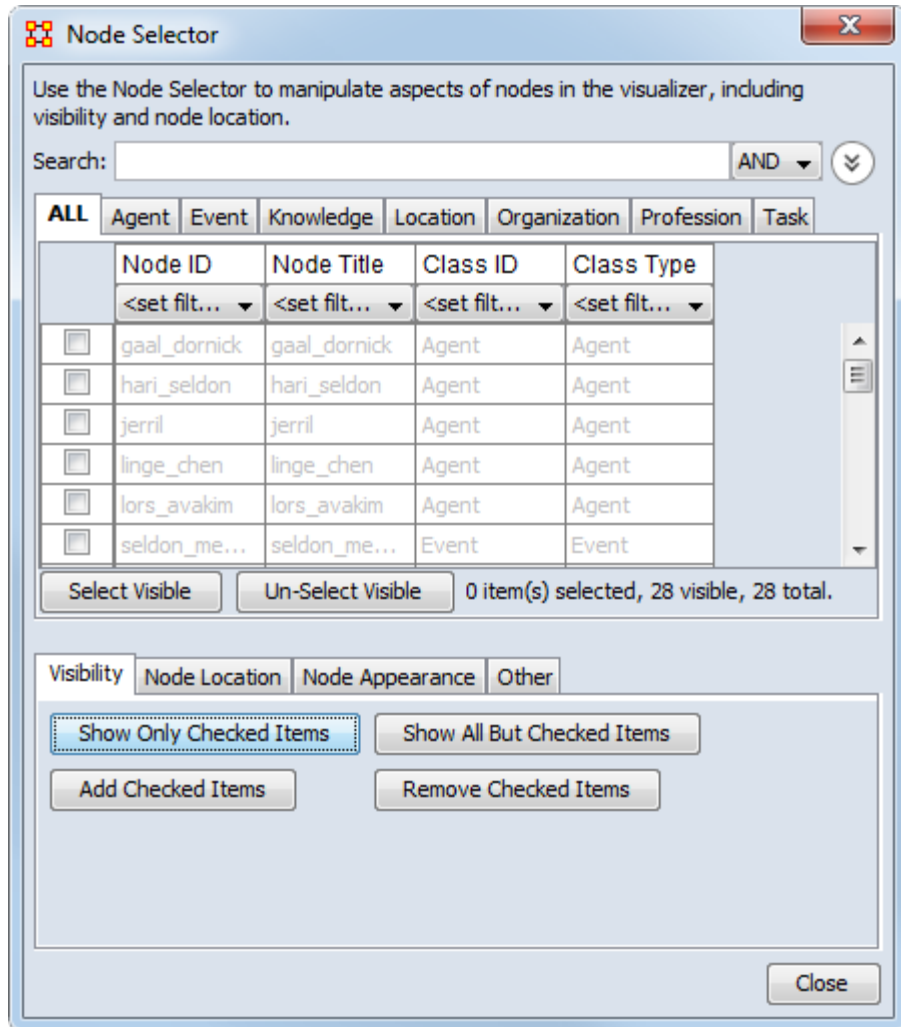 Node Selector
Use the Node Selector to manipulate aspects of nodes in the visualizer, including
visibility and node location.
Search: AND
ALL Agent Event Knowledge Location Organization Profession Task
Node ID Node Title Class ID Class Type
<set filt... <set filt... <set filt... <set filt...
gaal_dornick gaal_dornick Agent Agent
hari_seldon hari_seldon Agent Agent
jerril jerril Agent Agent
linge_chen linge_chen Agent Agent
lors_avakim lors_avakim Agent Agent
seldon_me... seldon_me... Event Event
Select Visible Un-Select Visible 0 item(s) selected, 28 visible, 28 total.
Visibility Node Location Node Appearance Other
Show Only Checked Items Show All But Checked Items
Add Checked Items Remove Checked Items
Close